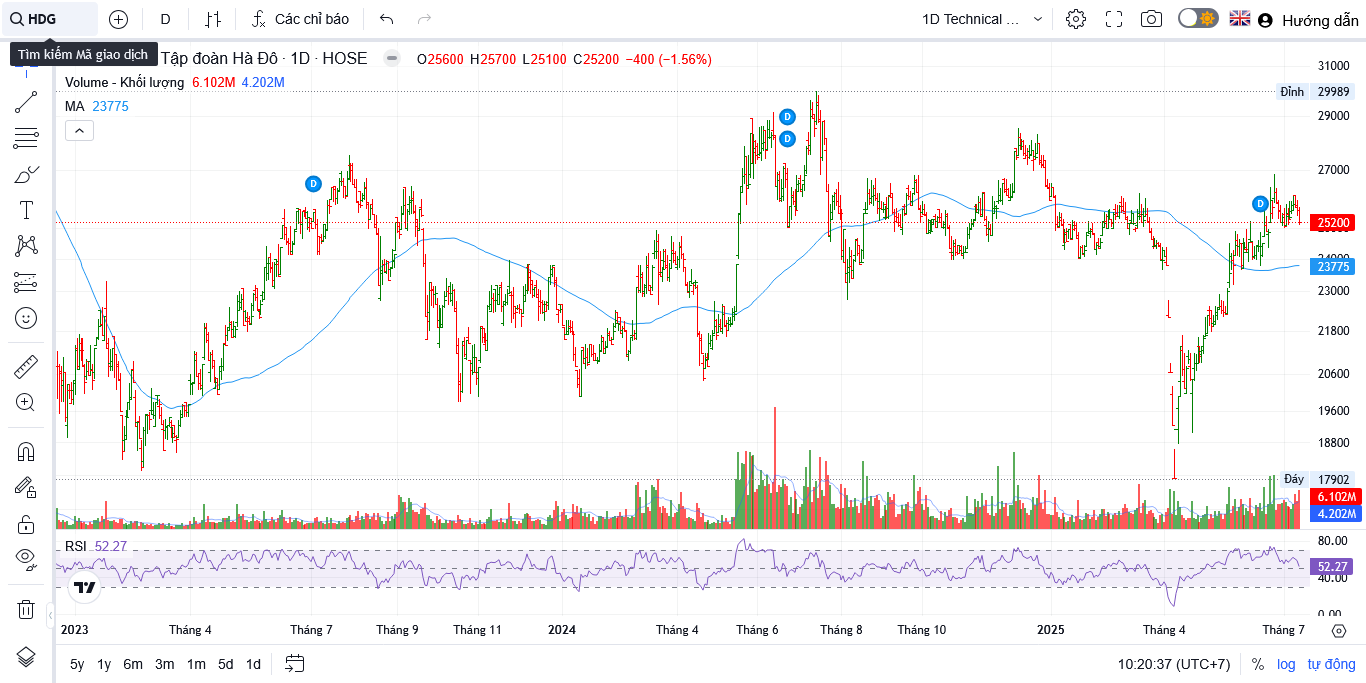 HDG D Các chỉ báo 1D Technical ... Hướng dẫn
Tìm kiếm Mã giao dịch
Tập đoàn Hà Đô · 1D · HOSE O25600 H25700 L25100 C25200 −400 (−1.56%)
Volume - Khối lượng 6.102M 4.202M
MA 23775
31000
Đỉnh 29989
29000
D
D
27000
D
D
25200
24000
23775
23000
21800
20600
19600
18800
Đáy 17902
6.102M
4.202M
RSI 52.27
80.00
52.27
40.00
0.00
2023 Tháng 4 Tháng 7 Tháng 9 Tháng 11 2024 Tháng 4 Tháng 6 Tháng 8 Tháng 10 2025 Tháng 4 Tháng 7
5y 1y 6m 3m 1m 5d 1d 10:20:37 (UTC+7) % log tự động